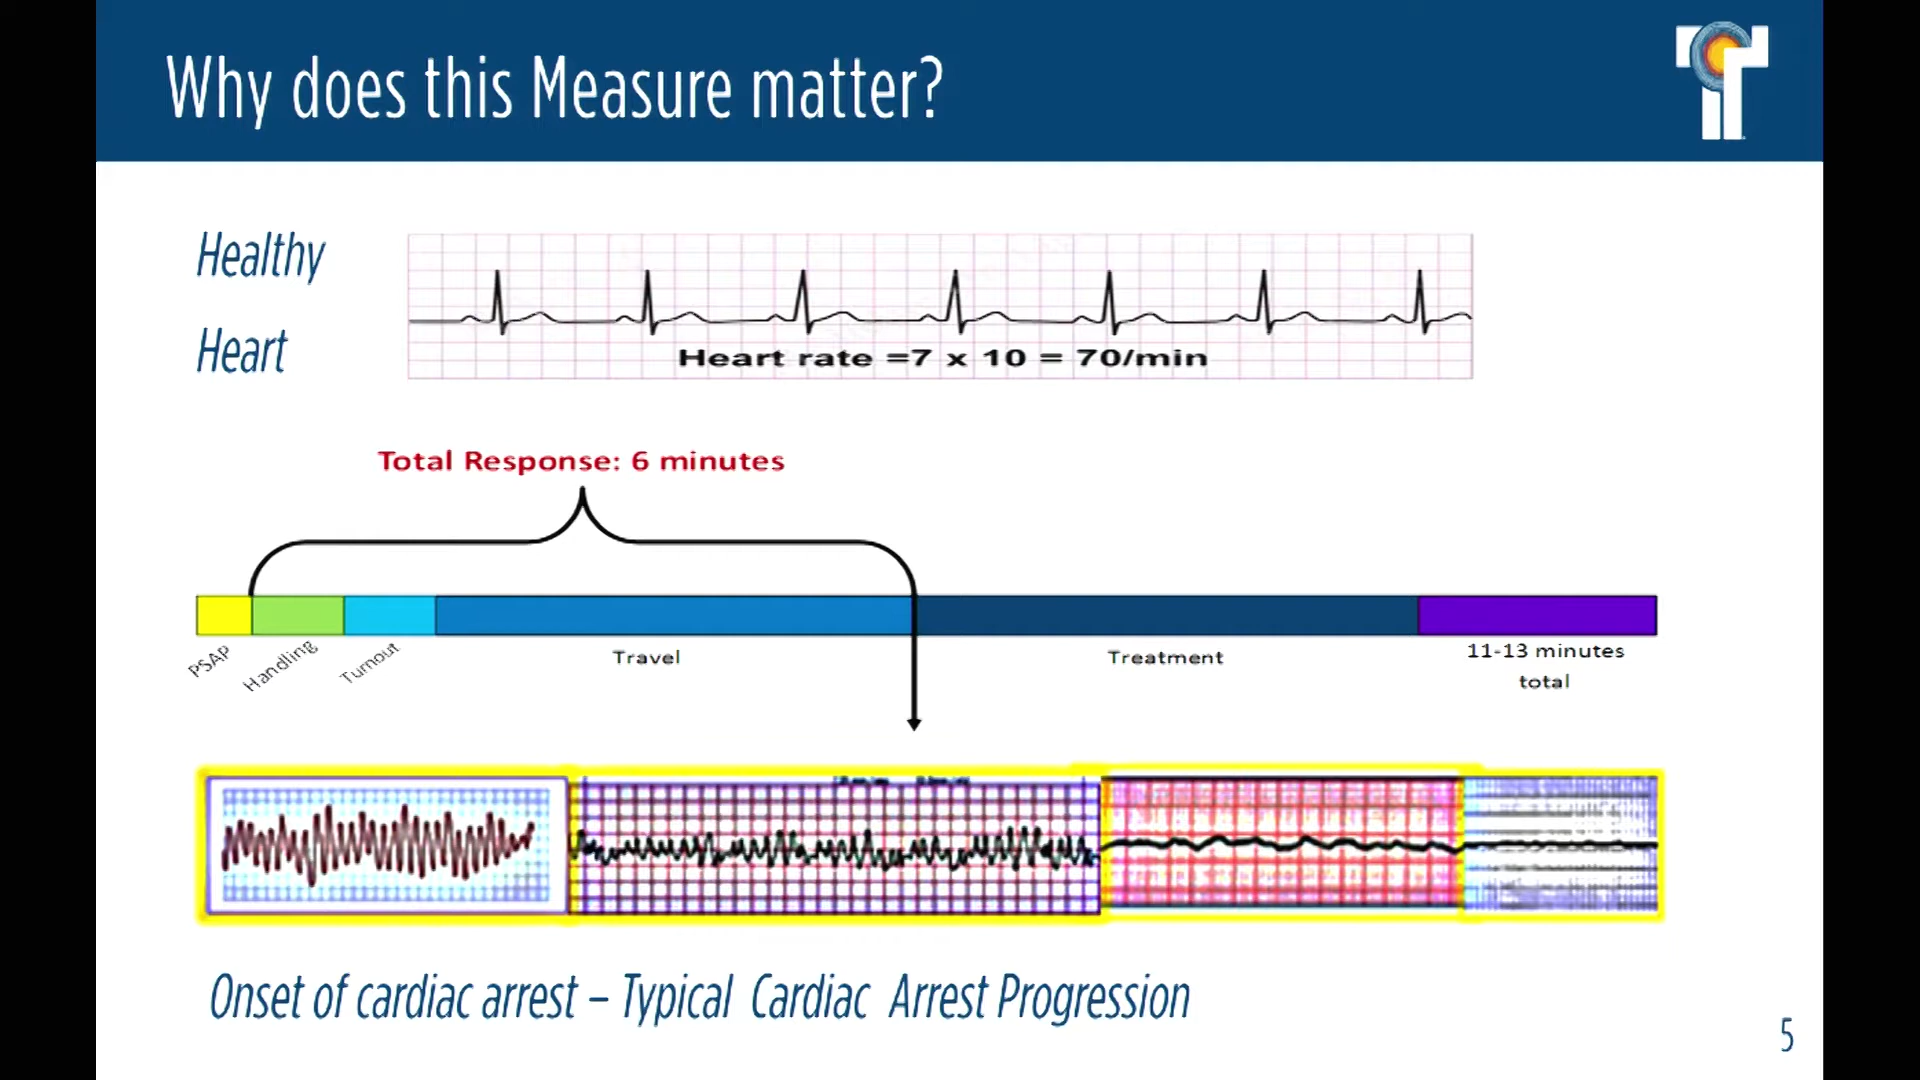 Why does this Measure matter?
Healthy
Heart
Heart rate =7 x 10 = 70/min
Total Response: 6 minutes
PSAP
Handling
Turnout
Travel
Treatment
11-13 minutes
total
Onset of cardiac arrest – Typical Cardiac Arrest Progression
5